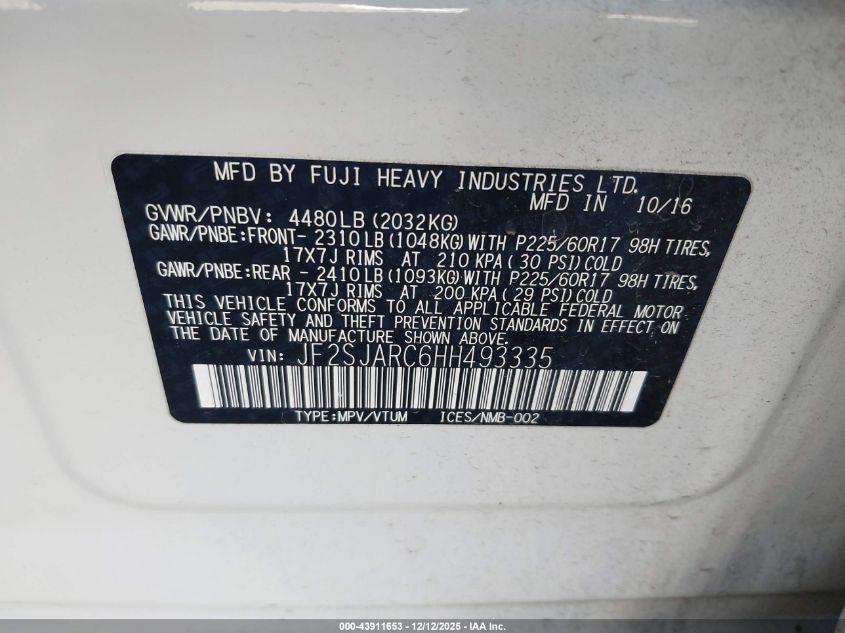 MFD BY FUJI HEAVY INDUSTRIES LTD.
MFD IN 10/16
GVWR/PNBV: 4480LB (2032KG)
GAWR/PNBE:FRONT- 2310LB (1048KG) WITH P225/60R17 98H TIRES,
17X7J RIMS AT 210 KPA (30 PSI) COLD
GAWR/PNBE:REAR - 2410LB (1093KG) WITH P225/60R17 98H TIRES,
17X7J RIMS AT 200 KPA (29 PSI) COLD
THIS VEHICLE CONFORMS TO ALL APPLICABLE FEDERAL MOTOR
VEHICLE SAFETY AND THEFT PREVENTION STANDARDS IN EFFECT ON
THE DATE OF MANUFACTURE SHOWN ABOVE.
VIN: JF2SJARC6HH493335
TYPE:MPV/VTUM ICES/NMB-002
000-43911653 - 12/12/2025 - IAA Inc.